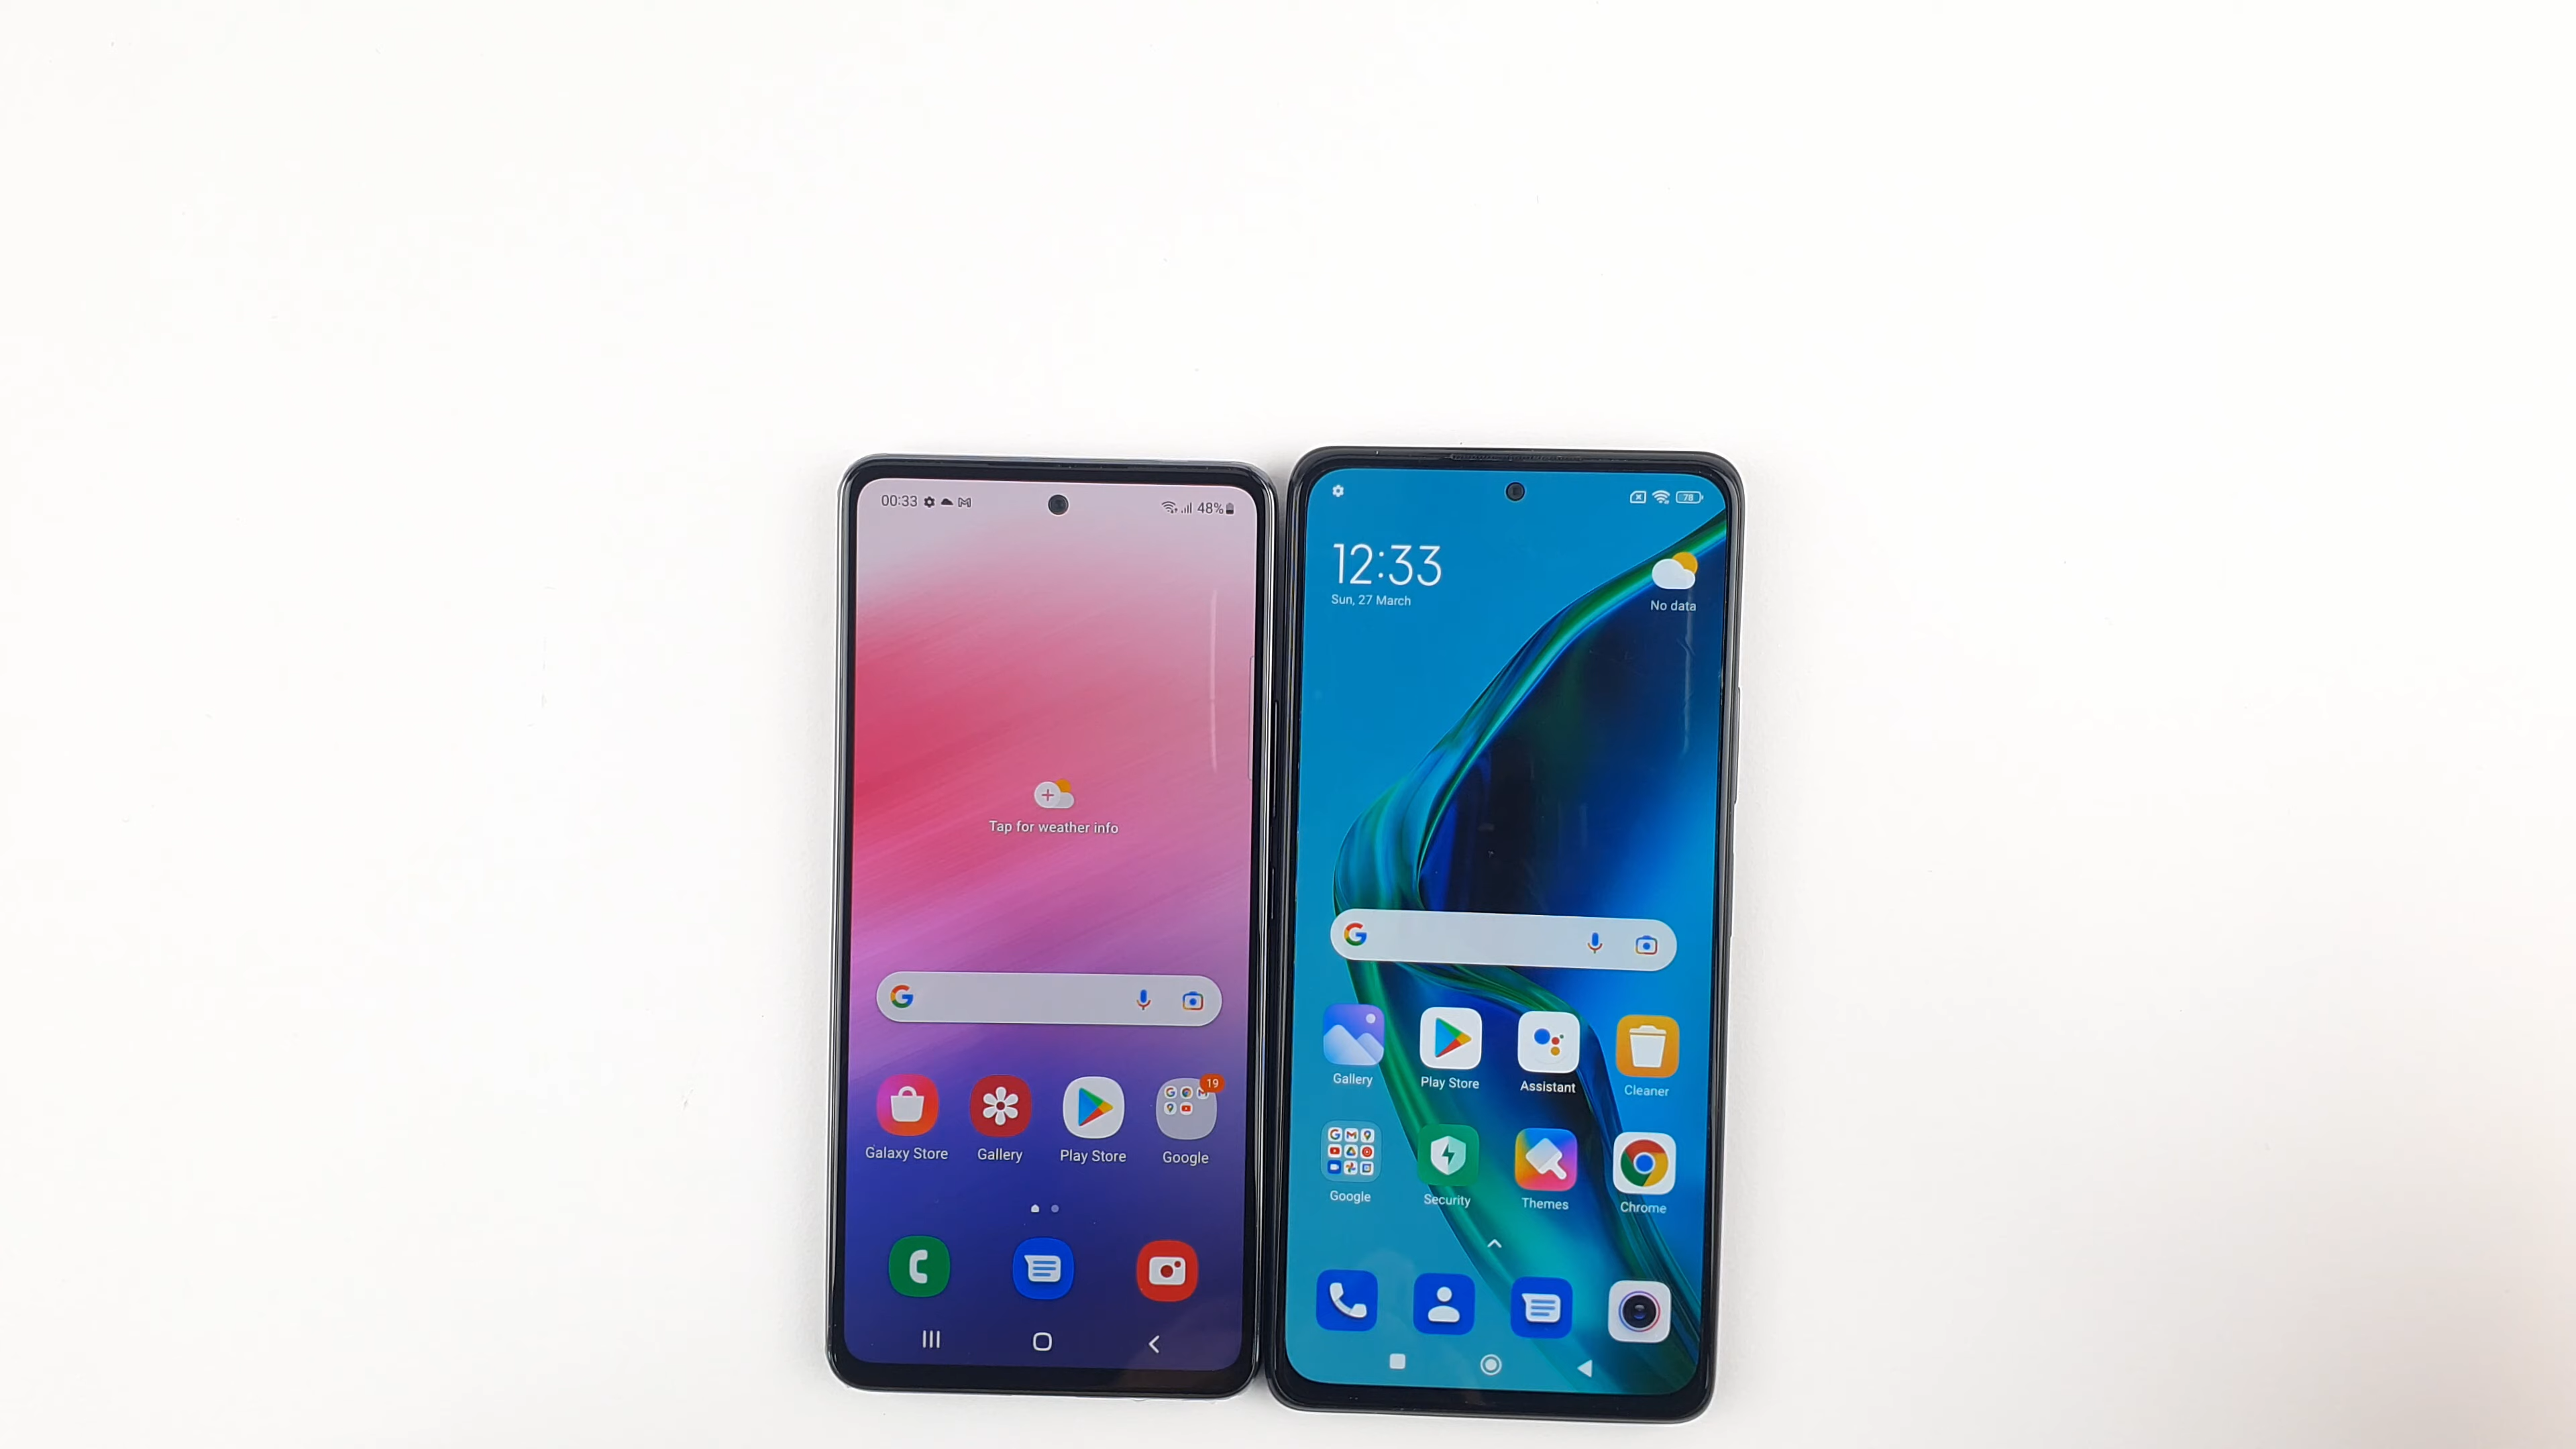 00:33
48%
Tap for weather info
19
Galaxy Store
Gallery
Play Store
Google
78
12:33
Sun, 27 March
No data
Gallery
Play Store
Assistant
Cleaner
Google
Security
Themes
Chrome